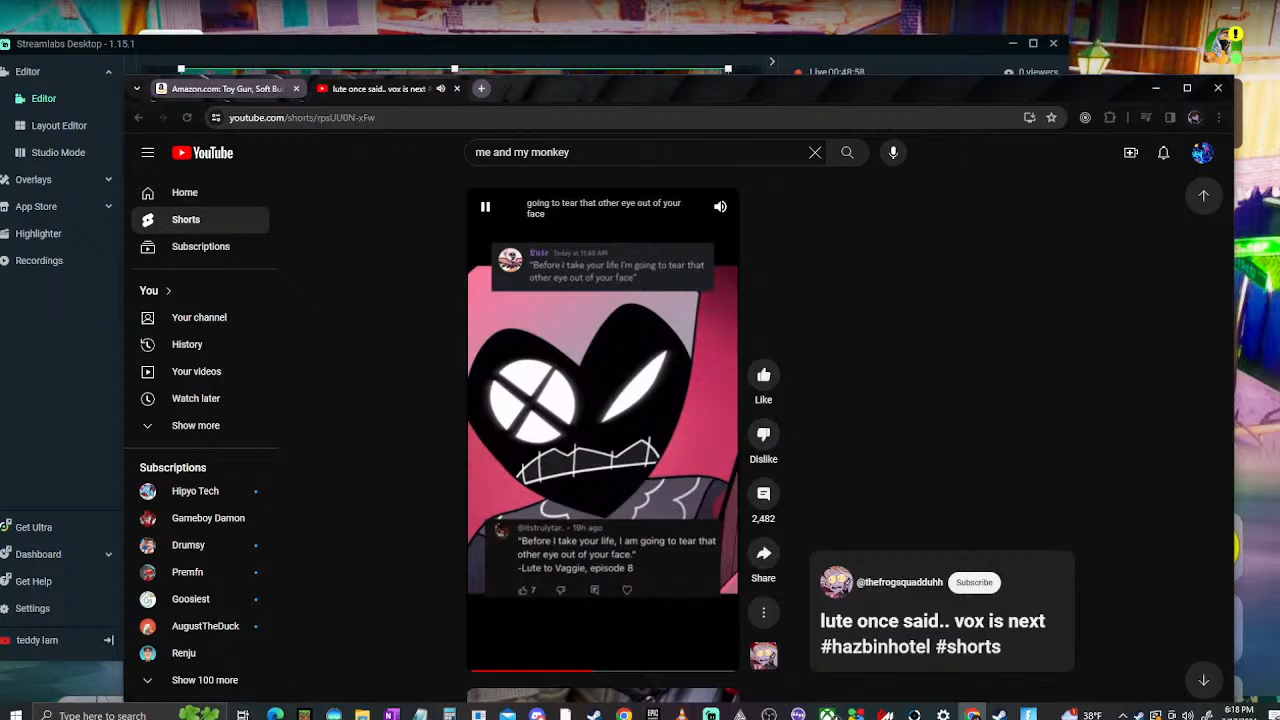 Streamlabs Desktop - 1.15.1
Live 00:48:58
0 viewers
Editor
Editor
Layout Editor
Studio Mode
Overlays
App Store
Highlighter
Recordings
Get Ultra
Dashboard
Get Help
Settings
teddy lam
Amazon.com: Toy Gun, Soft Bu
lute once said.. vox is next
youtube.com/shorts/rpsUU0N-xFw
YouTube
me and my monkey
Home
Shorts
Subscriptions
You
Your channel
History
Your videos
Watch later
Show more
Subscriptions
Hipyo Tech
Gameboy Damon
Drumsy
Premfn
Goosiest
AugustTheDuck
Renju
Show 100 more
going to tear that other eye out of your
face
Lute Today at 11:45 AM
"Before I take your life I'm going to tear that
other eye out of your face"
@itstrulytar. • 19h ago
"Before I take your life, I am going to tear that
other eye out of your face."
-Lute to Vaggie, episode 8
7
Like
Dislike
2,482
Share
@thefrogsquadduhh
Subscribe
lute once said.. vox is next
#hazbinhotel #shorts
Type here to search
38°F
6:18 PM